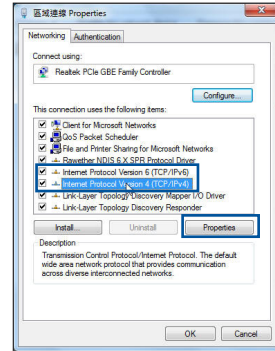 區域連線 Properties
Networking Authentication
Connect using:
Realtek PCIe GBE Family Controller
Configure...
This connection uses the following items:
Client for Microsoft Networks
QoS Packet Scheduler
File and Printer Sharing for Microsoft Networks
Rawether NDIS 6.X SPR Protocol Driver
Internet Protocol Version 6 (TCP/IPv6)
Internet Protocol Version 4 (TCP/IPv4)
Link-Layer Topology Discovery Mapper I/O Driver
Link-Layer Topology Discovery Responder
Install... Uninstall Properties
Description
Transmission Control Protocol/Internet Protocol. The default
wide area network protocol that provides communication
across diverse interconnected networks.
OK Cancel